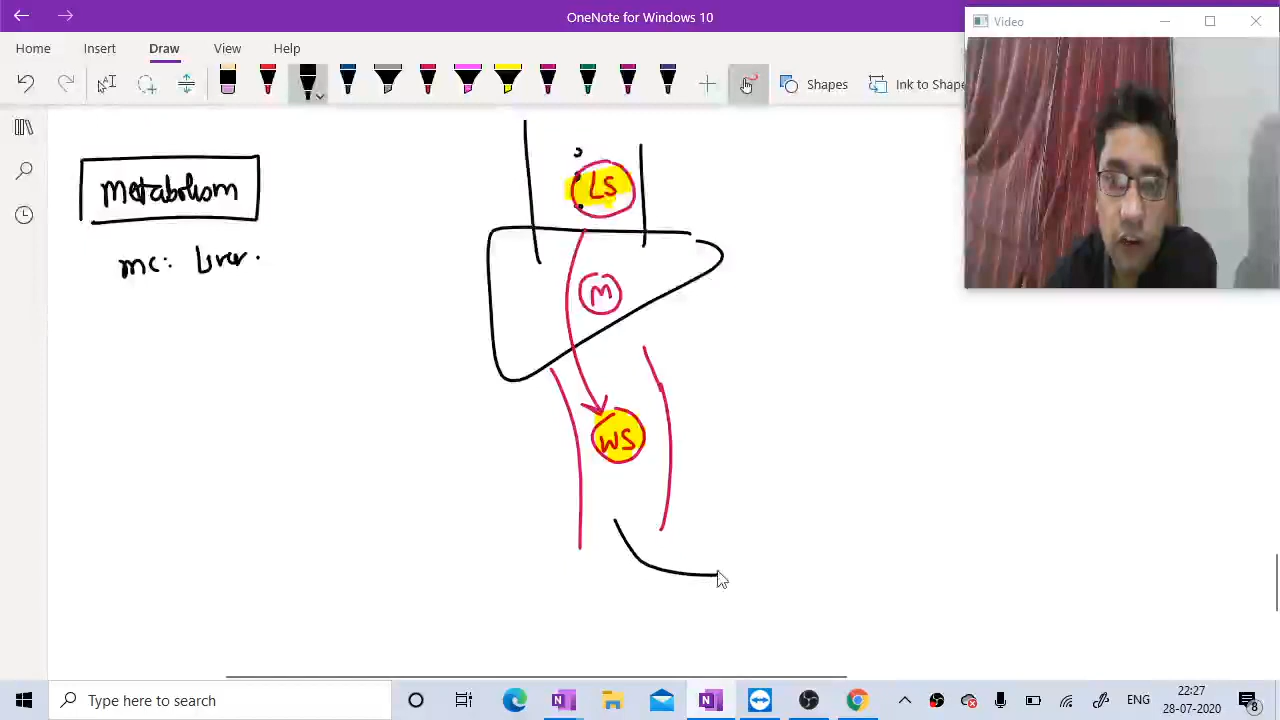 OneNote for Windows 10
Video
Home Insert Draw View Help
Shapes
Ink to Shape
Metabolism
mc: Liver.
LS
M
WS
Type here to search
ENG
22:27
28-07-2020
8